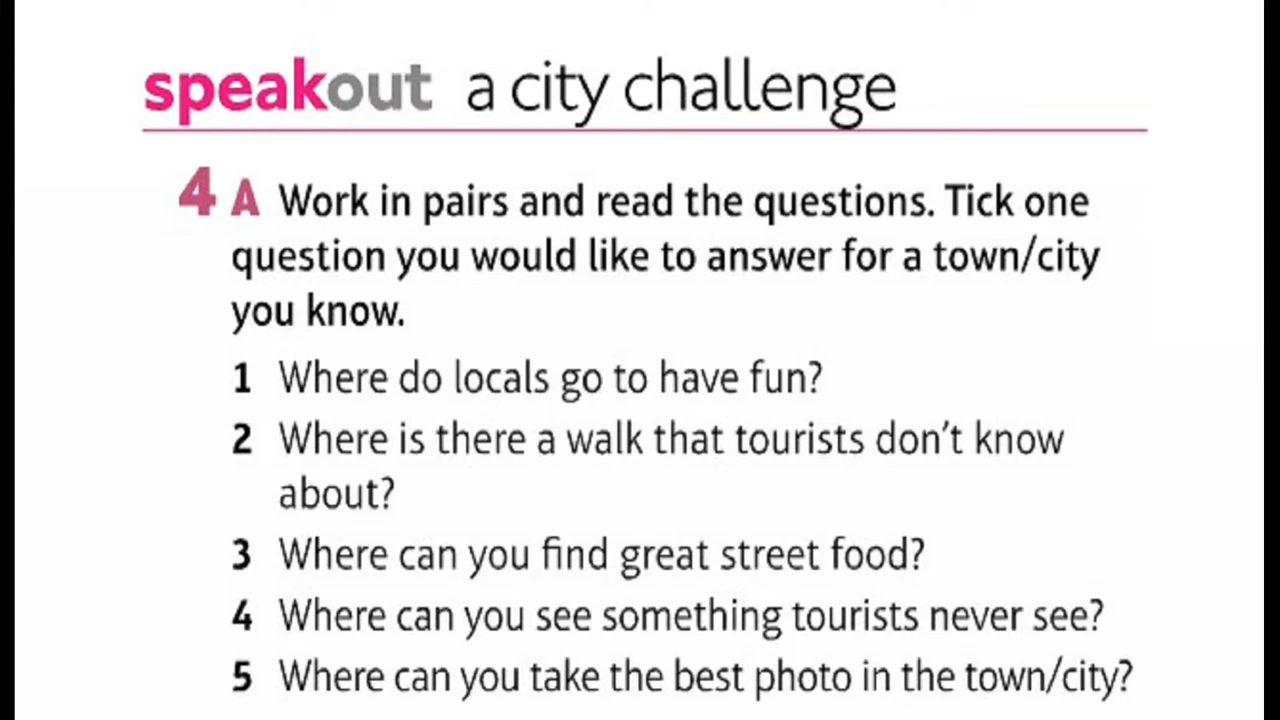 speakout a city challenge
4 A Work in pairs and read the questions. Tick one
question you would like to answer for a town/city
you know.
1 Where do locals go to have fun?
2 Where is there a walk that tourists don't know
about?
3 Where can you find great street food?
4 Where can you see something tourists never see?
5 Where can you take the best photo in the town/city?